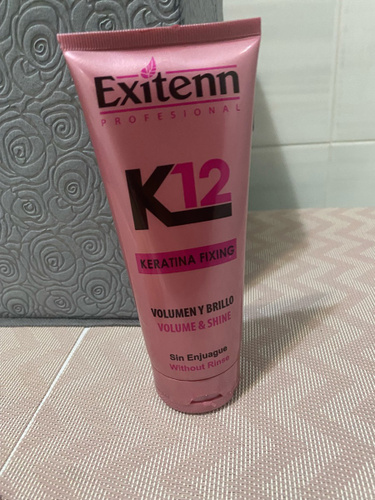 Exitenn
PROFESIONAL
K12
KERATINA FIXING
VOLUMEN Y BRILLO
VOLUME & SHINE
Sin Enjuague
Without Rinse